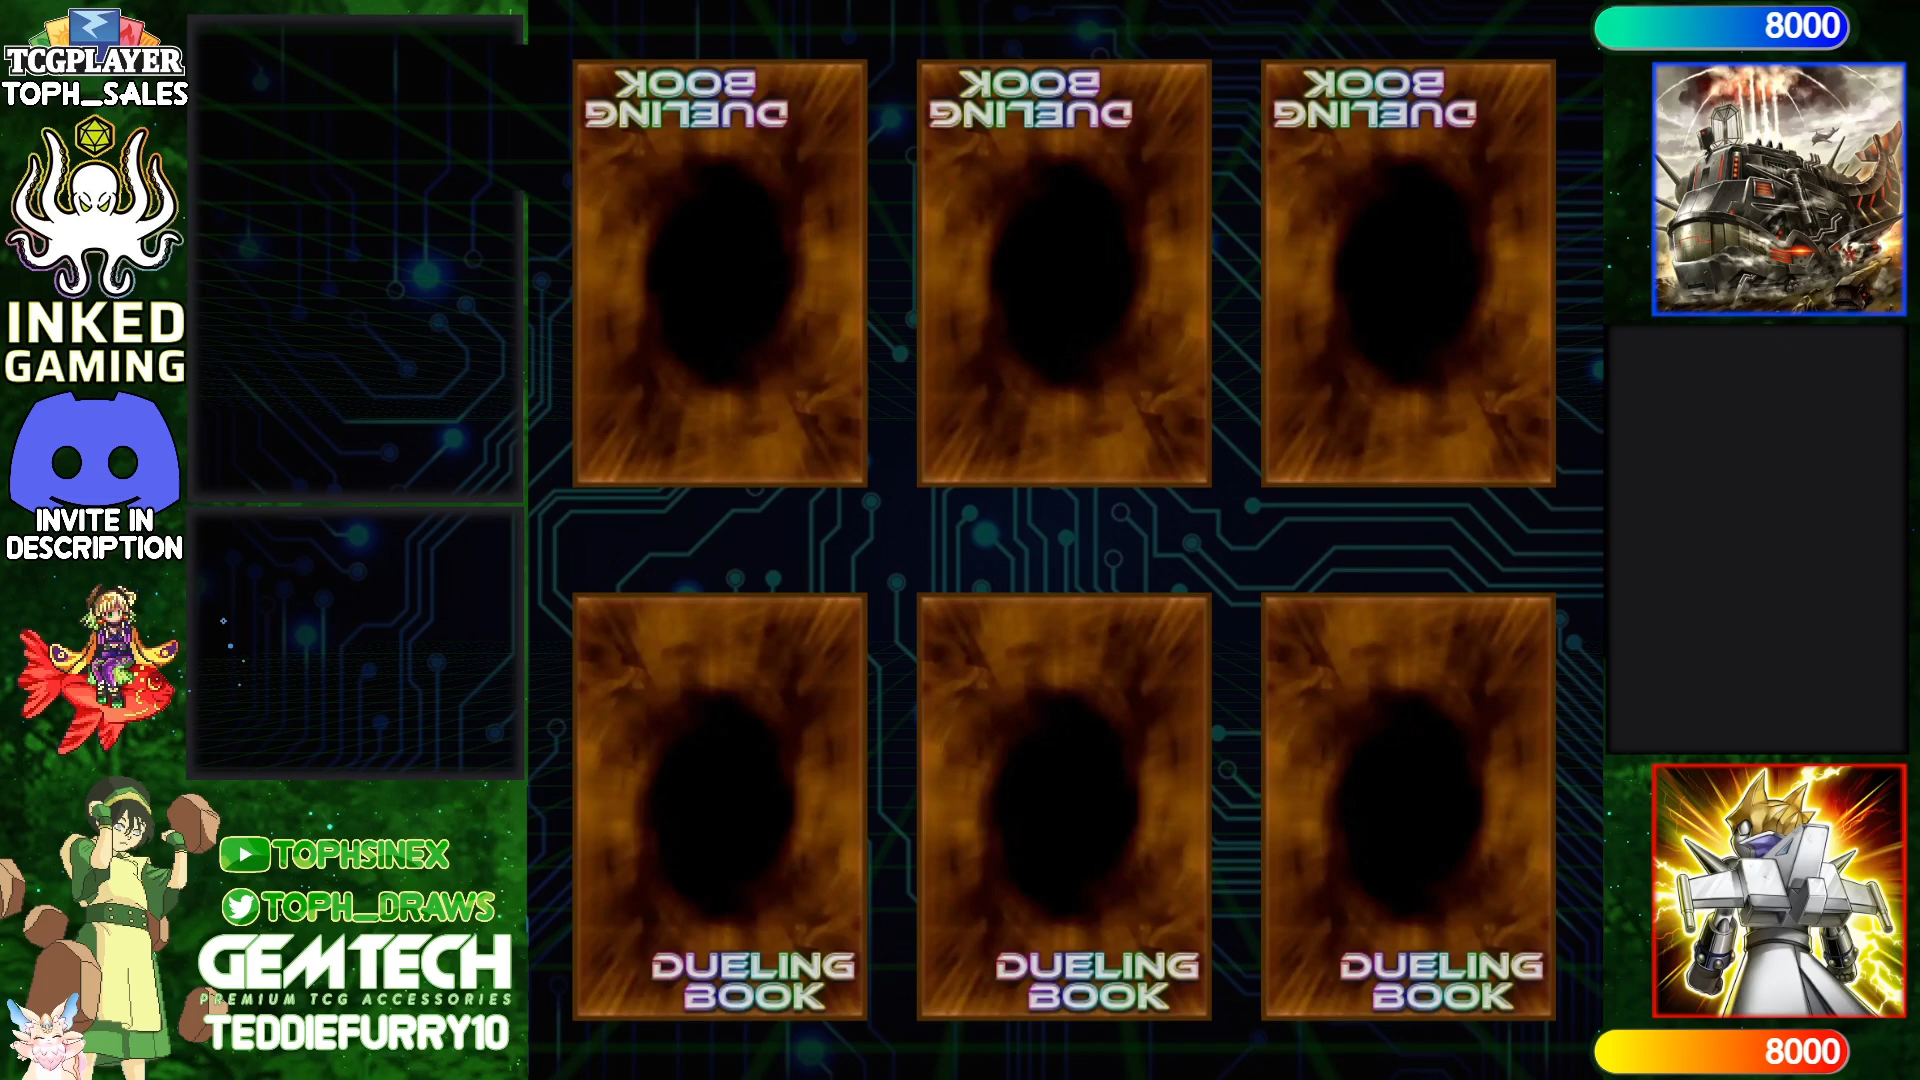 TCGPLAYER
TOPH_SALES
INKED
GAMING
INVITE IN
DESCRIPTION
TOPHSINEX
TOPH_DRAWS
GEMTECH
PREMIUM TCG ACCESSORIES
TEDDIEFURRY10
DUELING
BOOK
DUELING
BOOK
DUELING
BOOK
DUELING
BOOK
DUELING
BOOK
DUELING
BOOK
8000
8000